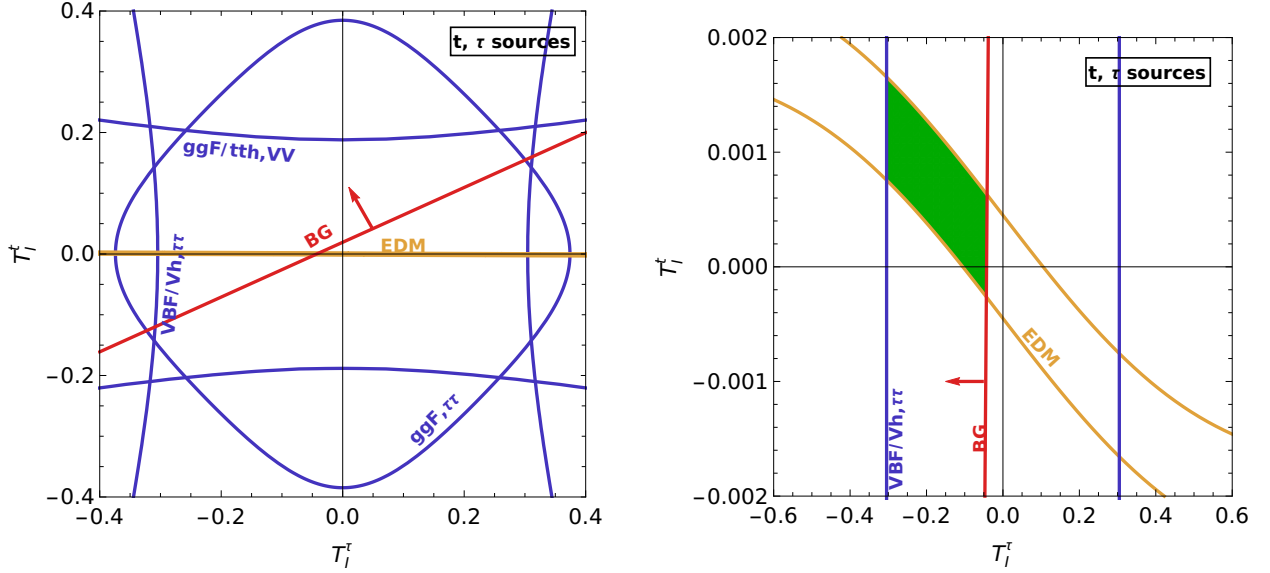 0.4
0.2
0.0
−0.2
−0.4
−0.4
−0.2
0.0
0.2
0.4
T_I^t
T_I^τ
t, τ sources
ggF/tth,VV
BG
EDM
VBF/Vh,ττ
ggF,ττ
0.002
0.001
0.000
−0.001
−0.002
−0.6
−0.4
−0.2
0.0
0.2
0.4
0.6
T_I^t
T_I^τ
t, τ sources
EDM
BG
VBF/Vh,ττ